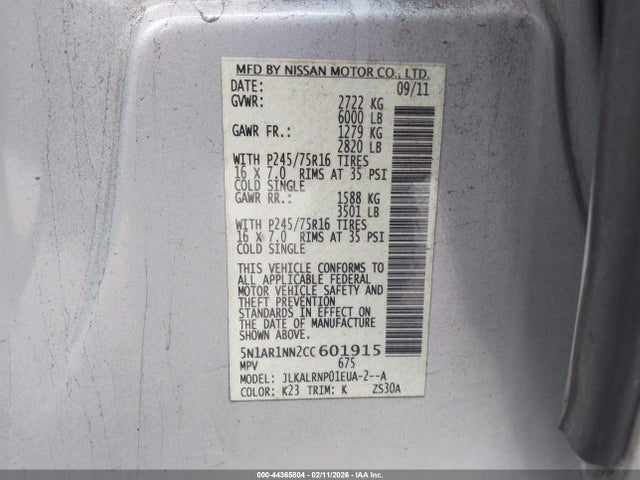 MFD BY NISSAN MOTOR CO., LTD.
DATE: 09/11
GVWR: 2722 KG
6000 LB
GAWR FR.: 1279 KG
2820 LB
WITH P245/75R16 TIRES
16 X 7.0 RIMS AT 35 PSI
COLD SINGLE
GAWR RR.: 1588 KG
3501 LB
WITH P245/75R16 TIRES
16 X 7.0 RIMS AT 35 PSI
COLD SINGLE
THIS VEHICLE CONFORMS TO
ALL APPLICABLE FEDERAL
MOTOR VEHICLE SAFETY AND
THEFT PREVENTION
STANDARDS IN EFFECT ON
THE DATE OF MANUFACTURE
SHOWN ABOVE.
5N1AR1NN2CC601915
MPV 675
MODEL: JLKALRNP01EUA-2--A
COLOR: K23 TRIM: K ZS30A
000-44365804 - 02/11/2026 - IAA Inc.